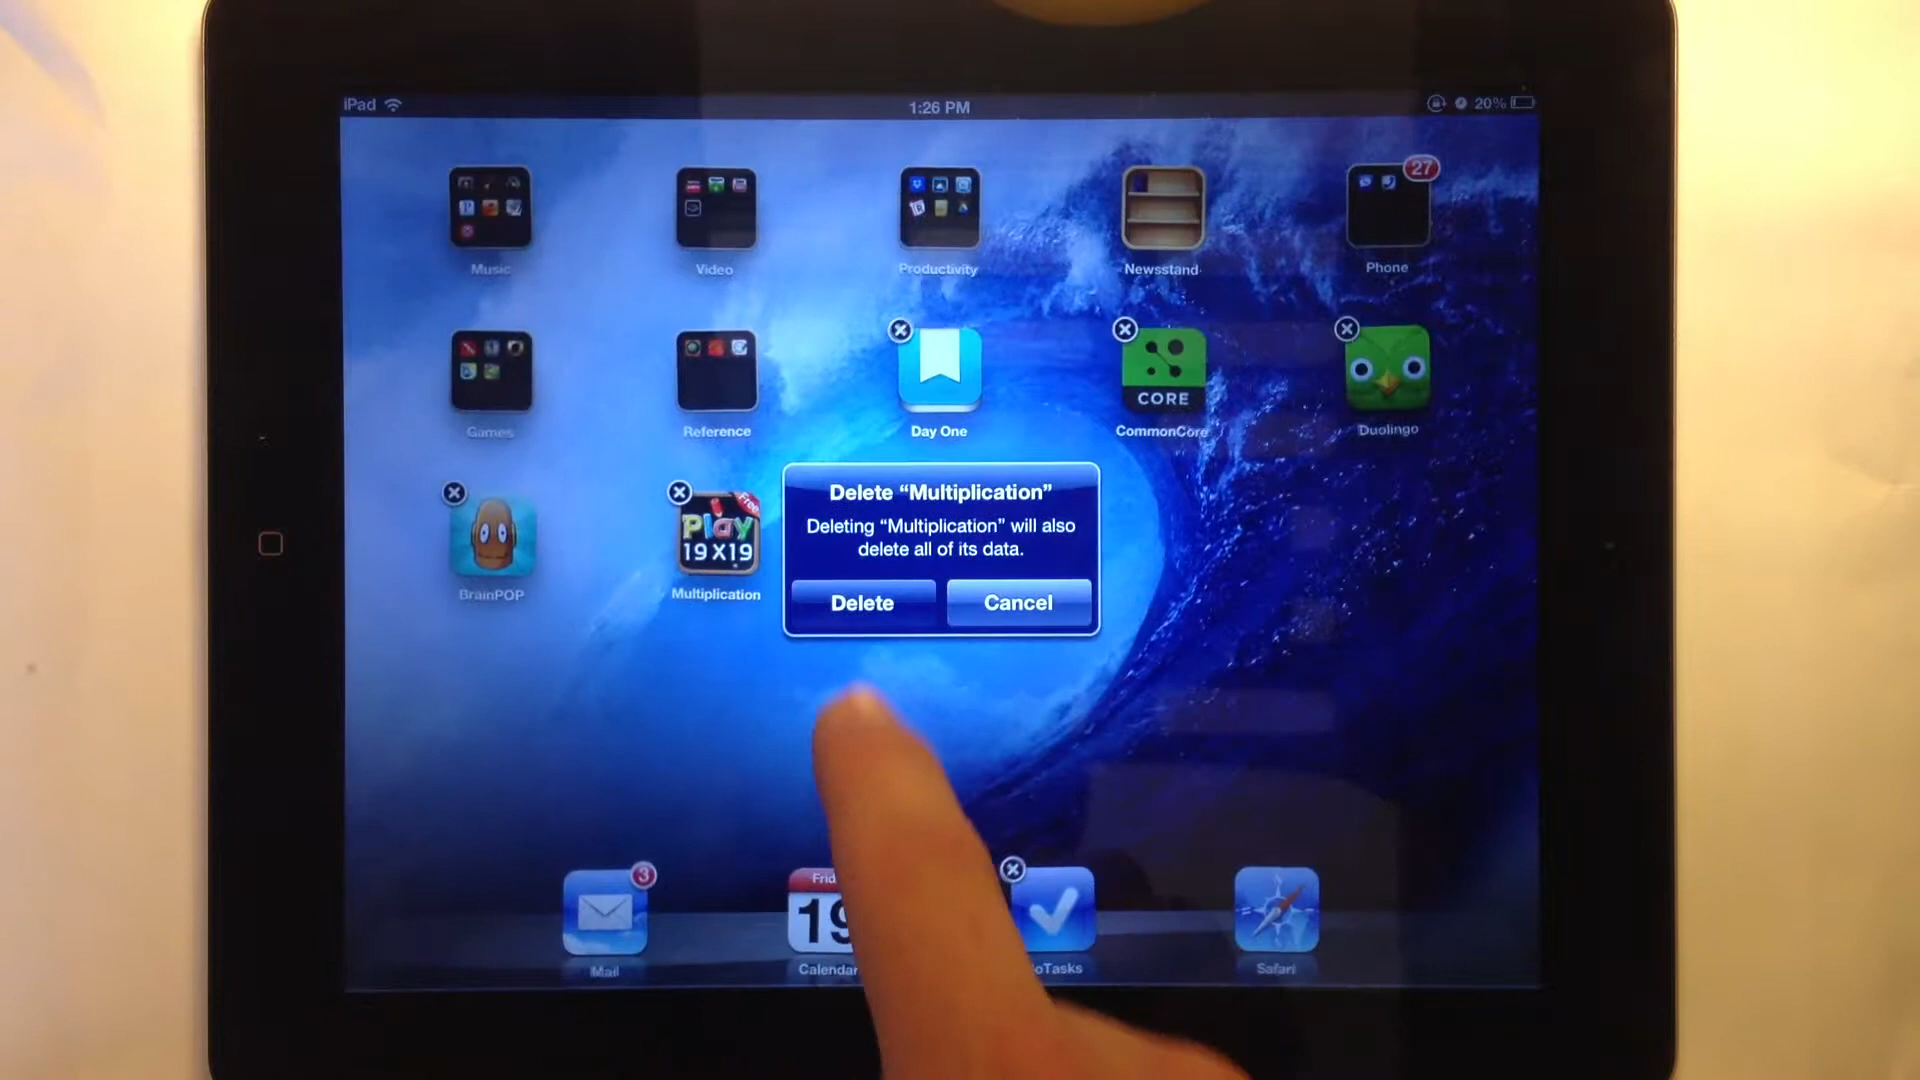 iPad
1:26 PM
20%
27
Music
Video
Productivity
Newsstand
Phone
CORE
Games
Reference
Day One
CommonCore
Duolingo
Free
Play
19X19
BrainPOP
Multiplication
Delete “Multiplication”
Deleting “Multiplication” will also
delete all of its data.
Delete
Cancel
3
Frid
19
Mail
Calendar
oTasks
Safari